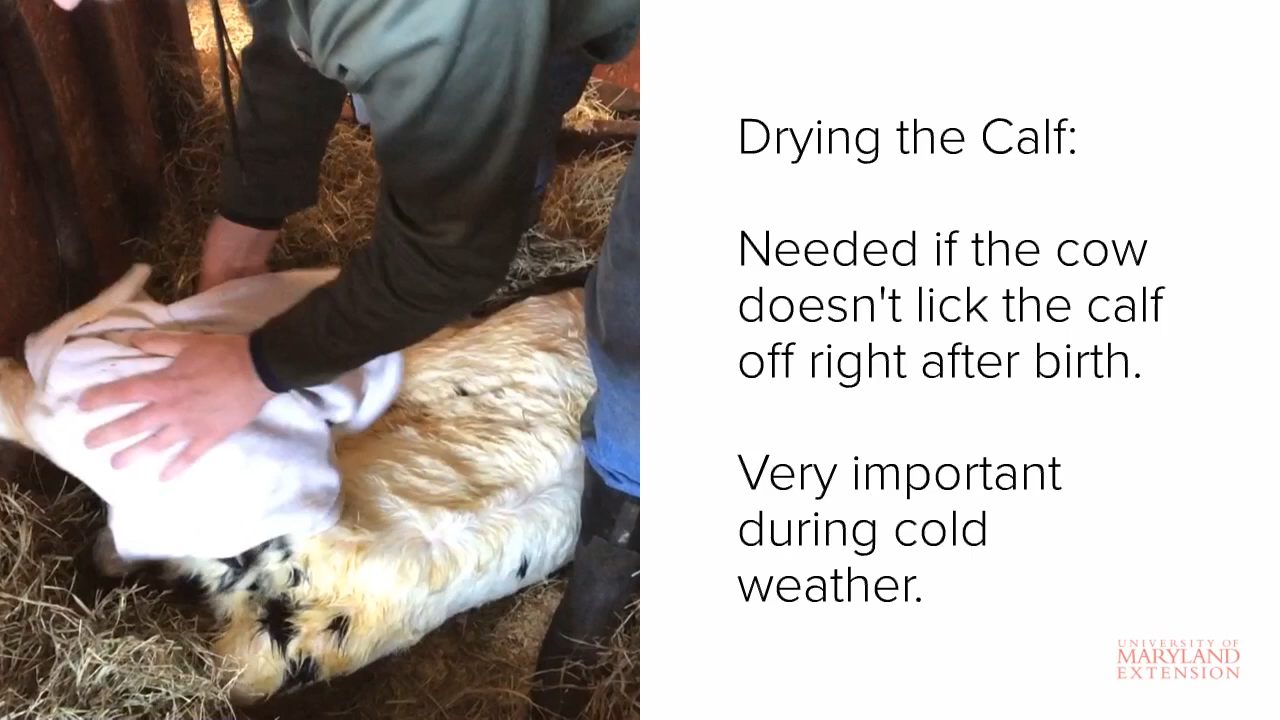 Drying the Calf:
Needed if the cow
doesn't lick the calf
off right after birth.
Very important
during cold
weather.
UNIVERSITY OF
MARYLAND
EXTENSION